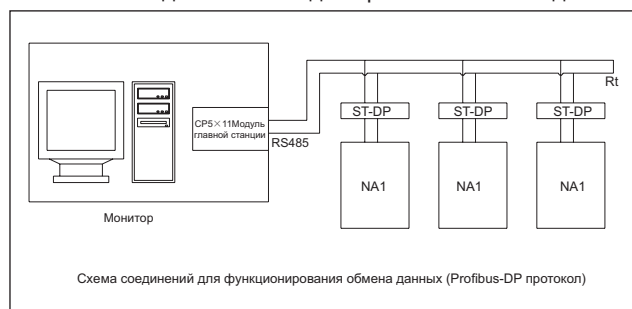 CP5×11Модуль
главной станции
RS485
Rt
ST-DP
ST-DP
ST-DP
NA1
NA1
NA1
Монитор
Схема соединений для функционирования обмена данных (Profibus-DP протокол)